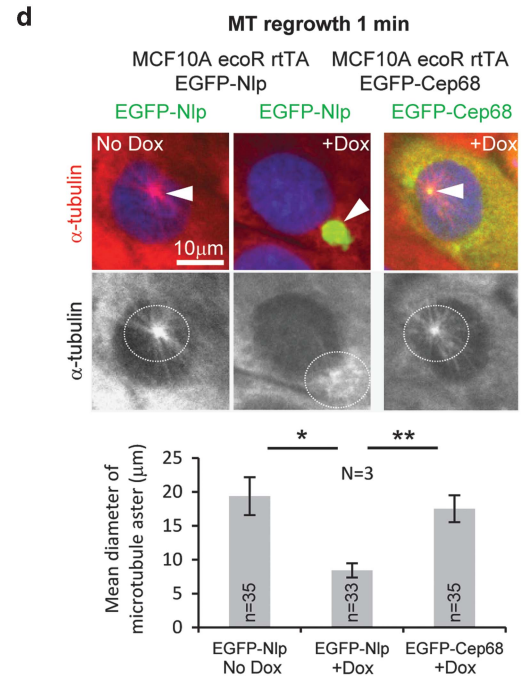 d
MT regrowth 1 min
MCF10A ecoR rtTA MCF10A ecoR rtTA
EGFP-Nlp EGFP-Cep68
EGFP-Nlp EGFP-Nlp EGFP-Cep68
No Dox +Dox +Dox
α-tubulin
10μm
α-tubulin
Mean diameter of
microtubule aster (μm)
25
20
15
10
5
0
* **
N=3
n=35 n=33 n=35
EGFP-Nlp EGFP-Nlp EGFP-Cep68
No Dox +Dox +Dox